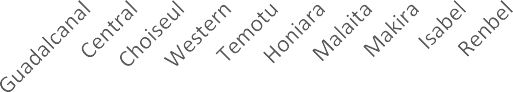 Guadalcanal
Central
Choiseul
Western
Temotu
Honiara
Malaita
Makira
Isabel
Renbel